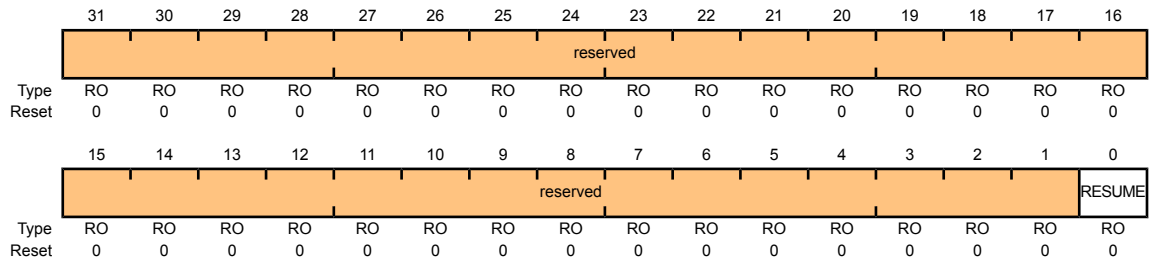 31 30 29 28 27 26 25 24 23 22 21 20 19 18 17 16
reserved
Type RO RO RO RO RO RO RO RO RO RO RO RO RO RO RO RO
Reset 0 0 0 0 0 0 0 0 0 0 0 0 0 0 0 0
15 14 13 12 11 10 9 8 7 6 5 4 3 2 1 0
reserved RESUME
Type RO RO RO RO RO RO RO RO RO RO RO RO RO RO RO RO
Reset 0 0 0 0 0 0 0 0 0 0 0 0 0 0 0 0